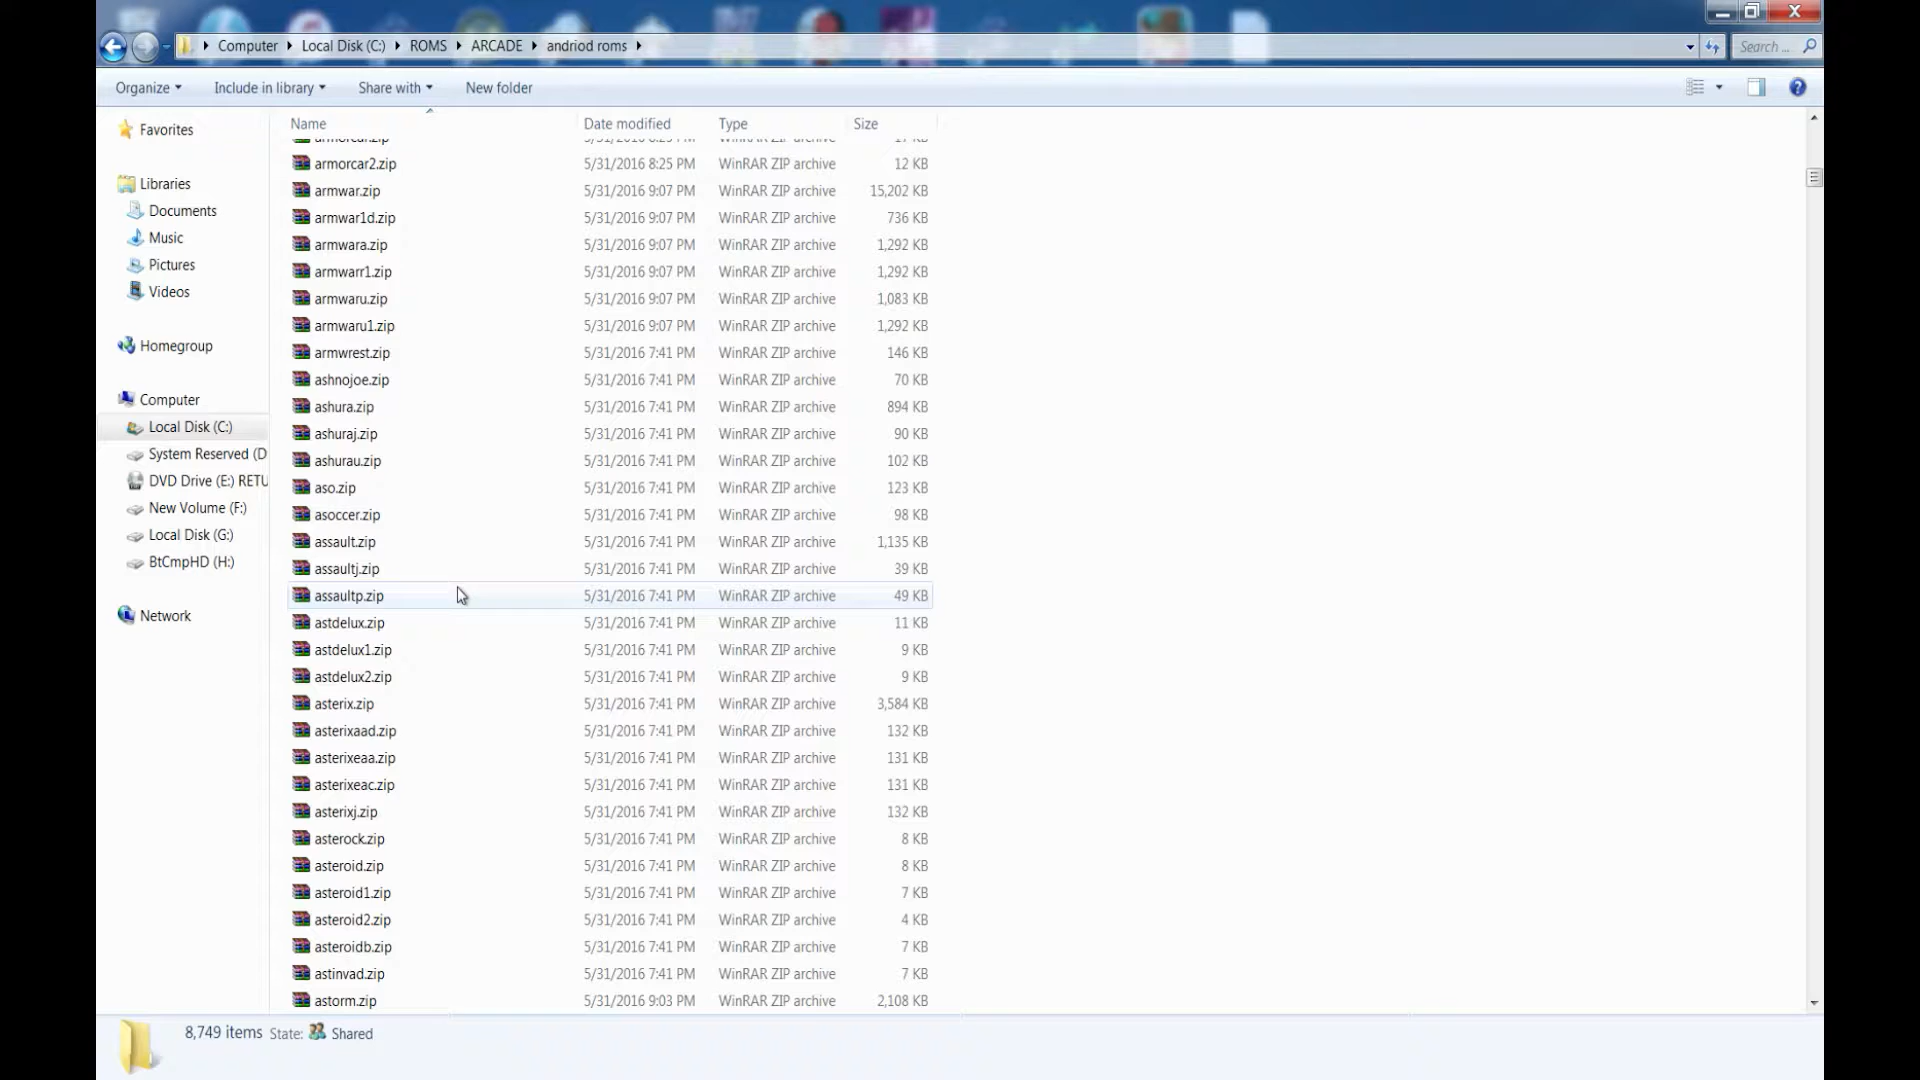 Computer Local Disk (C:) ROMS ARCADE andriod roms Search ...
Organize Include in library Share with New folder
Favorites
Libraries
Documents
Music
Pictures
Videos
Homegroup
Computer
Local Disk (C:)
System Reserved (D
DVD Drive (E:) RETU
New Volume (F:)
Local Disk (G:)
BtCmpHD (H:)
Network
Name Date modified Type Size
armorcar2.zip 5/31/2016 8:25 PM WinRAR ZIP archive 12 KB
armwar.zip 5/31/2016 9:07 PM WinRAR ZIP archive 15,202 KB
armwar1d.zip 5/31/2016 9:07 PM WinRAR ZIP archive 736 KB
armwara.zip 5/31/2016 9:07 PM WinRAR ZIP archive 1,292 KB
armwarr1.zip 5/31/2016 9:07 PM WinRAR ZIP archive 1,292 KB
armwaru.zip 5/31/2016 9:07 PM WinRAR ZIP archive 1,083 KB
armwaru1.zip 5/31/2016 9:07 PM WinRAR ZIP archive 1,292 KB
armwrest.zip 5/31/2016 7:41 PM WinRAR ZIP archive 146 KB
ashnojoe.zip 5/31/2016 7:41 PM WinRAR ZIP archive 70 KB
ashura.zip 5/31/2016 7:41 PM WinRAR ZIP archive 894 KB
ashuraj.zip 5/31/2016 7:41 PM WinRAR ZIP archive 90 KB
ashurau.zip 5/31/2016 7:41 PM WinRAR ZIP archive 102 KB
aso.zip 5/31/2016 7:41 PM WinRAR ZIP archive 123 KB
asoccer.zip 5/31/2016 7:41 PM WinRAR ZIP archive 98 KB
assault.zip 5/31/2016 7:41 PM WinRAR ZIP archive 1,135 KB
assaultj.zip 5/31/2016 7:41 PM WinRAR ZIP archive 39 KB
assaultp.zip 5/31/2016 7:41 PM WinRAR ZIP archive 49 KB
astdelux.zip 5/31/2016 7:41 PM WinRAR ZIP archive 11 KB
astdelux1.zip 5/31/2016 7:41 PM WinRAR ZIP archive 9 KB
astdelux2.zip 5/31/2016 7:41 PM WinRAR ZIP archive 9 KB
asterix.zip 5/31/2016 7:41 PM WinRAR ZIP archive 3,584 KB
asterixaad.zip 5/31/2016 7:41 PM WinRAR ZIP archive 132 KB
asterixeaa.zip 5/31/2016 7:41 PM WinRAR ZIP archive 131 KB
asterixeac.zip 5/31/2016 7:41 PM WinRAR ZIP archive 131 KB
asterixj.zip 5/31/2016 7:41 PM WinRAR ZIP archive 132 KB
asterock.zip 5/31/2016 7:41 PM WinRAR ZIP archive 8 KB
asteroid.zip 5/31/2016 7:41 PM WinRAR ZIP archive 8 KB
asteroid1.zip 5/31/2016 7:41 PM WinRAR ZIP archive 7 KB
asteroid2.zip 5/31/2016 7:41 PM WinRAR ZIP archive 4 KB
asteroidb.zip 5/31/2016 7:41 PM WinRAR ZIP archive 7 KB
astinvad.zip 5/31/2016 7:41 PM WinRAR ZIP archive 7 KB
astorm.zip 5/31/2016 9:03 PM WinRAR ZIP archive 2,108 KB
8,749 items State: Shared